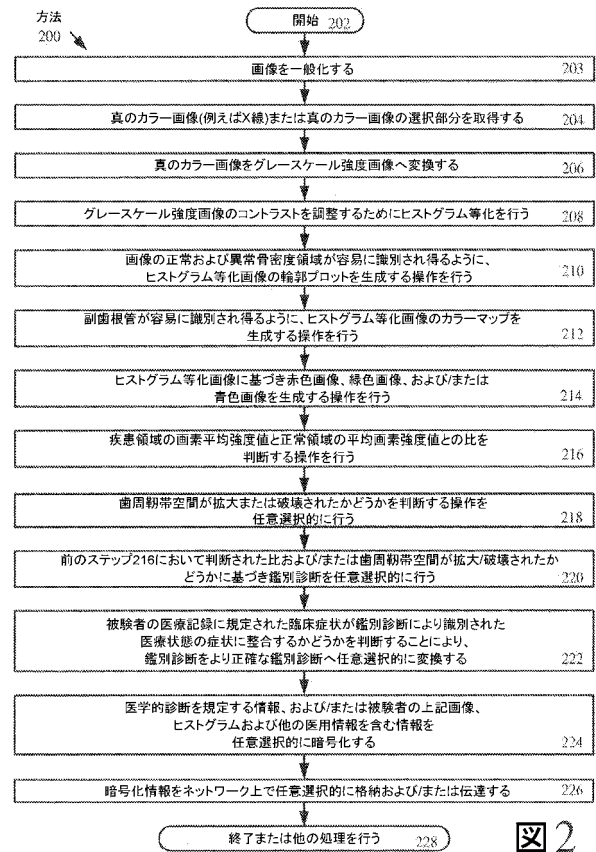 方法
200
開始 202
画像を一般化する 203
真のカラー画像(例えばX線)または真のカラー画像の選択部分を取得する 204
真のカラー画像をグレースケール強度画像へ変換する 206
グレースケール強度画像のコントラストを調整するためにヒストグラム等化を行う 208
画像の正常および異常骨密度領域が容易に識別され得るように、
ヒストグラム等化画像の輪郭プロットを生成する操作を行う 210
副歯根管が容易に識別され得るように、ヒストグラム等化画像のカラーマップを
生成する操作を行う 212
ヒストグラム等化画像に基づき赤色画像、緑色画像、および/または
青色画像を生成する操作を行う 214
疾患領域の画素平均強度値と正常領域の平均画素強度値との比を
判断する操作を行う 216
歯周靭帯空間が拡大または破壊されたかどうかを判断する操作を
任意選択的に行う 218
前のステップ216において判断された比および/または歯周靭帯空間が拡大/破壊されたか
どうかに基づき鑑別診断を任意選択的に行う 220
被験者の医療記録に規定された臨床症状が鑑別診断により識別された
医療状態の症状に整合するかどうかを判断することにより、
鑑別診断をより正確な鑑別診断へ任意選択的に変換する 222
医学的診断を規定する情報、および/または被験者の上記画像、
ヒストグラムおよび他の医用情報を含む情報を
任意選択的に暗号化する 224
暗号化情報をネットワーク上で任意選択的に格納および/または伝達する 226
終了または他の処理を行う 228
図2